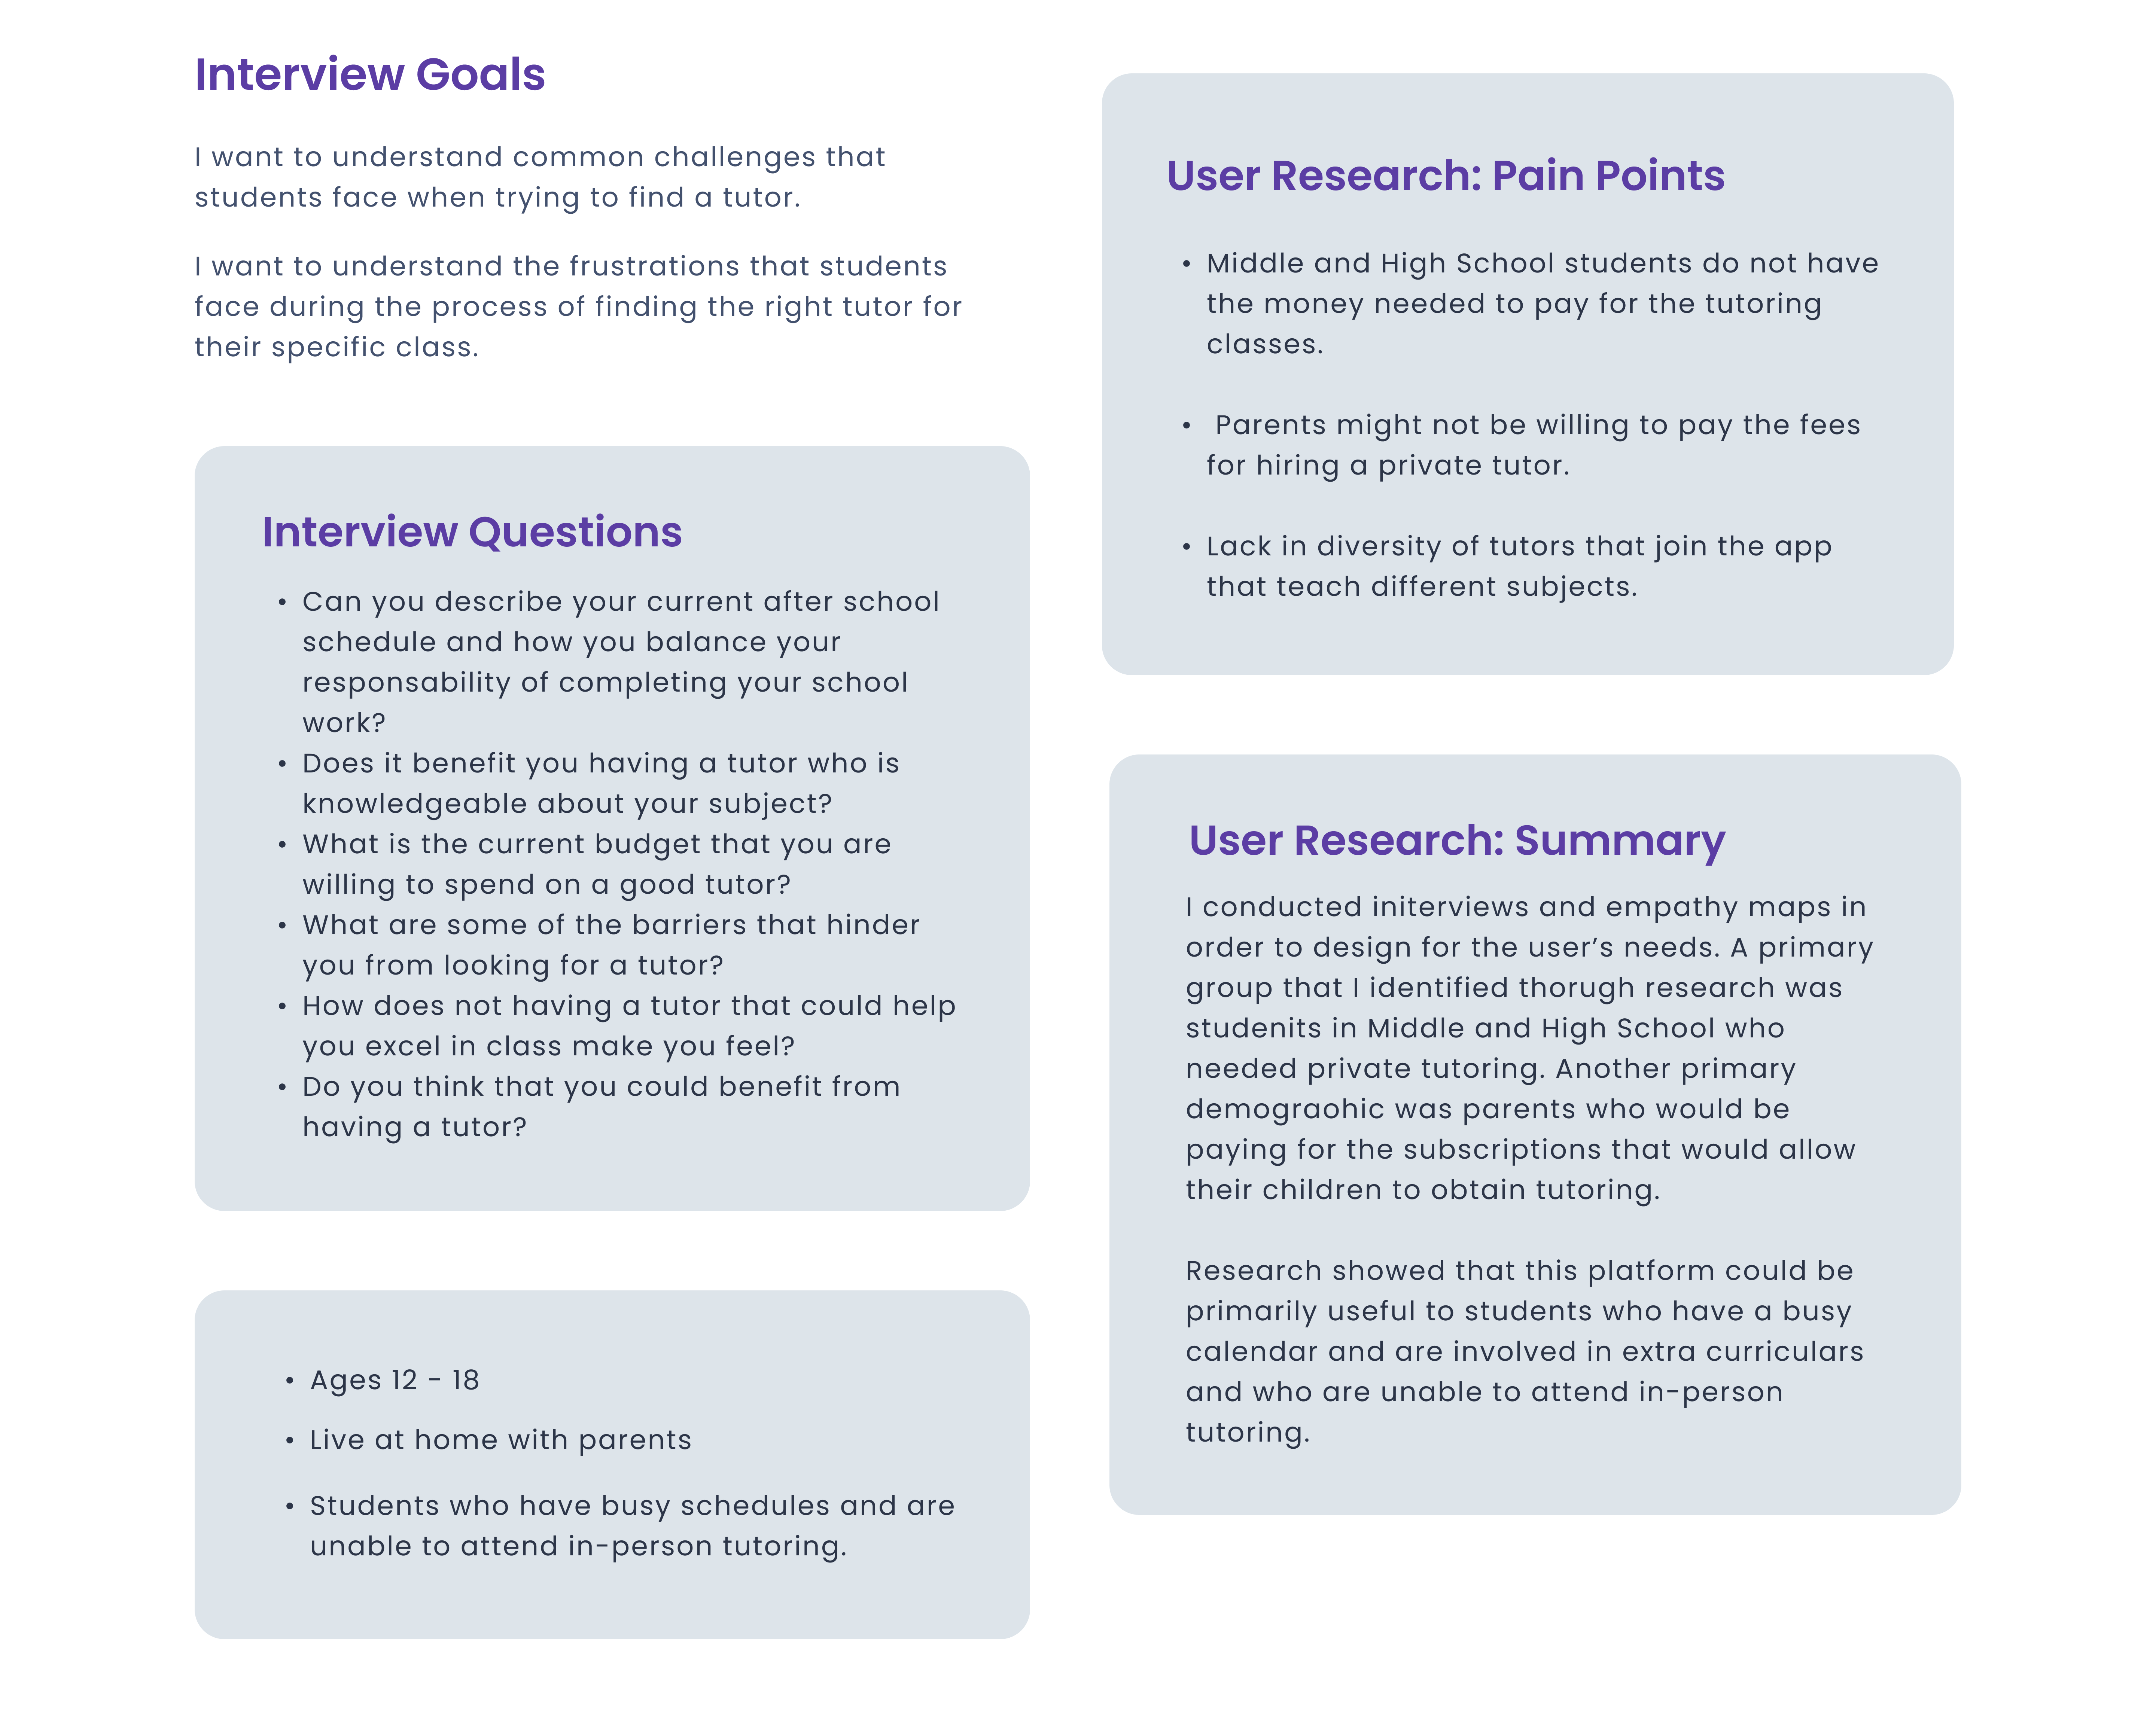 Interview Goals
I want to understand common challenges that
students face when trying to find a tutor.
I want to understand the frustrations that students
face during the process of finding the right tutor for
their specific class.
Interview Questions
• Can you describe your current after school
schedule and how you balance your
responsability of completing your school
work?
• Does it benefit you having a tutor who is
knowledgeable about your subject?
• What is the current budget that you are
willing to spend on a good tutor?
• What are some of the barriers that hinder
you from looking for a tutor?
• How does not having a tutor that could help
you excel in class make you feel?
• Do you think that you could benefit from
having a tutor?
• Ages 12 - 18
• Live at home with parents
• Students who have busy schedules and are
unable to attend in-person tutoring.
User Research: Pain Points
• Middle and High School students do not have
the money needed to pay for the tutoring
classes.
• Parents might not be willing to pay the fees
for hiring a private tutor.
• Lack in diversity of tutors that join the app
that teach different subjects.
User Research: Summary
I conducted initerviews and empathy maps in
order to design for the user’s needs. A primary
group that I identified thorugh research was
studenits in Middle and High School who
needed private tutoring. Another primary
demograohic was parents who would be
paying for the subscriptions that would allow
their children to obtain tutoring.
Research showed that this platform could be
primarily useful to students who have a busy
calendar and are involved in extra curriculars
and who are unable to attend in-person
tutoring.